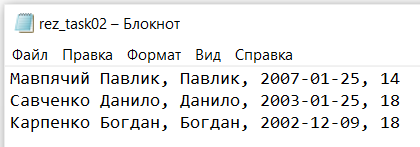 rez_task02 – Блокнот
Файл Правка Формат Вид Справка
Мавпячий Павлик, Павлик, 2007-01-25, 14
Савченко Данило, Данило, 2003-01-25, 18
Карпенко Богдан, Богдан, 2002-12-09, 18